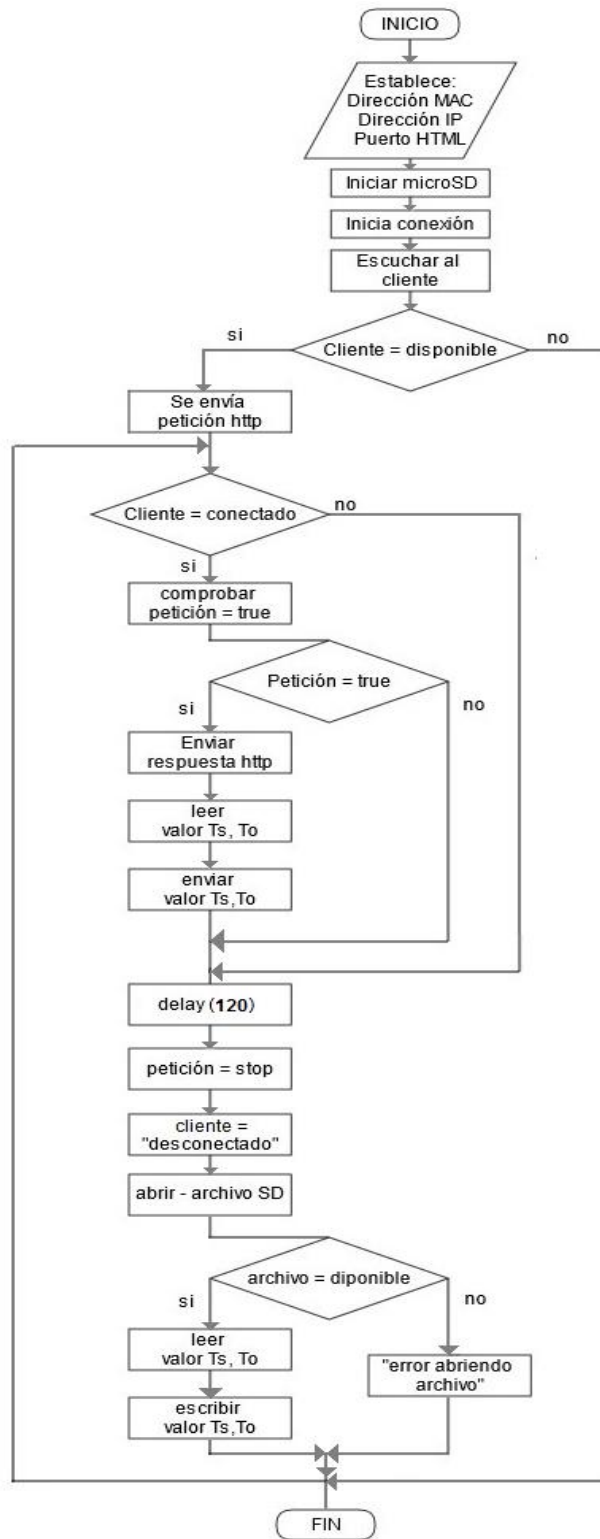 INICIO
Establece:
Dirección MAC
Dirección IP
Puerto HTML
Iniciar microSD
Inicia conexión
Escuchar al
cliente
si
Cliente = disponible
no
Se envía
petición http
Cliente = conectado
no
si
comprobar
petición = true
Petición = true
si
no
Enviar
respuesta http
leer
valor Ts, To
enviar
valor Ts,To
delay (120)
petición = stop
cliente =
"desconectado"
abrir - archivo SD
archivo = diponible
si
no
leer
valor Ts, To
"error abriendo
archivo"
escribir
valor Ts,To
FIN